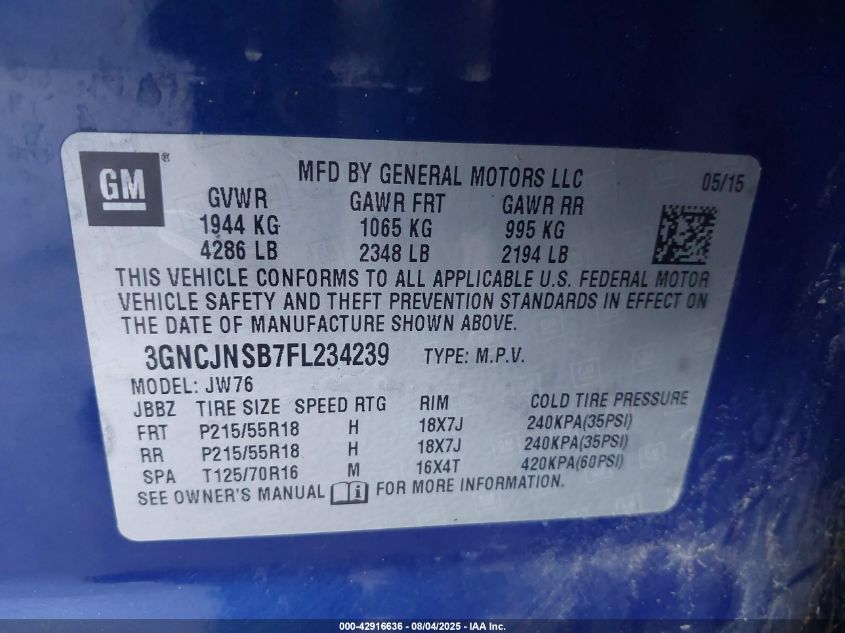 GM ®
MFD BY GENERAL MOTORS LLC 05/15
GVWR GAWR FRT GAWR RR
1944 KG 1065 KG 995 KG
4286 LB 2348 LB 2194 LB
THIS VEHICLE CONFORMS TO ALL APPLICABLE U.S. FEDERAL MOTOR
VEHICLE SAFETY AND THEFT PREVENTION STANDARDS IN EFFECT ON
THE DATE OF MANUFACTURE SHOWN ABOVE.
3GNCJNSB7FL234239 TYPE: M.P.V.
MODEL: JW76
JBBZ TIRE SIZE SPEED RTG RIM COLD TIRE PRESSURE
FRT P215/55R18 H 18X7J 240KPA(35PSI)
RR P215/55R18 H 18X7J 240KPA(35PSI)
SPA T125/70R16 M 16X4T 420KPA(60PSI)
SEE OWNER'S MANUAL i FOR MORE INFORMATION.
000-42916636 - 08/04/2025 - IAA Inc.